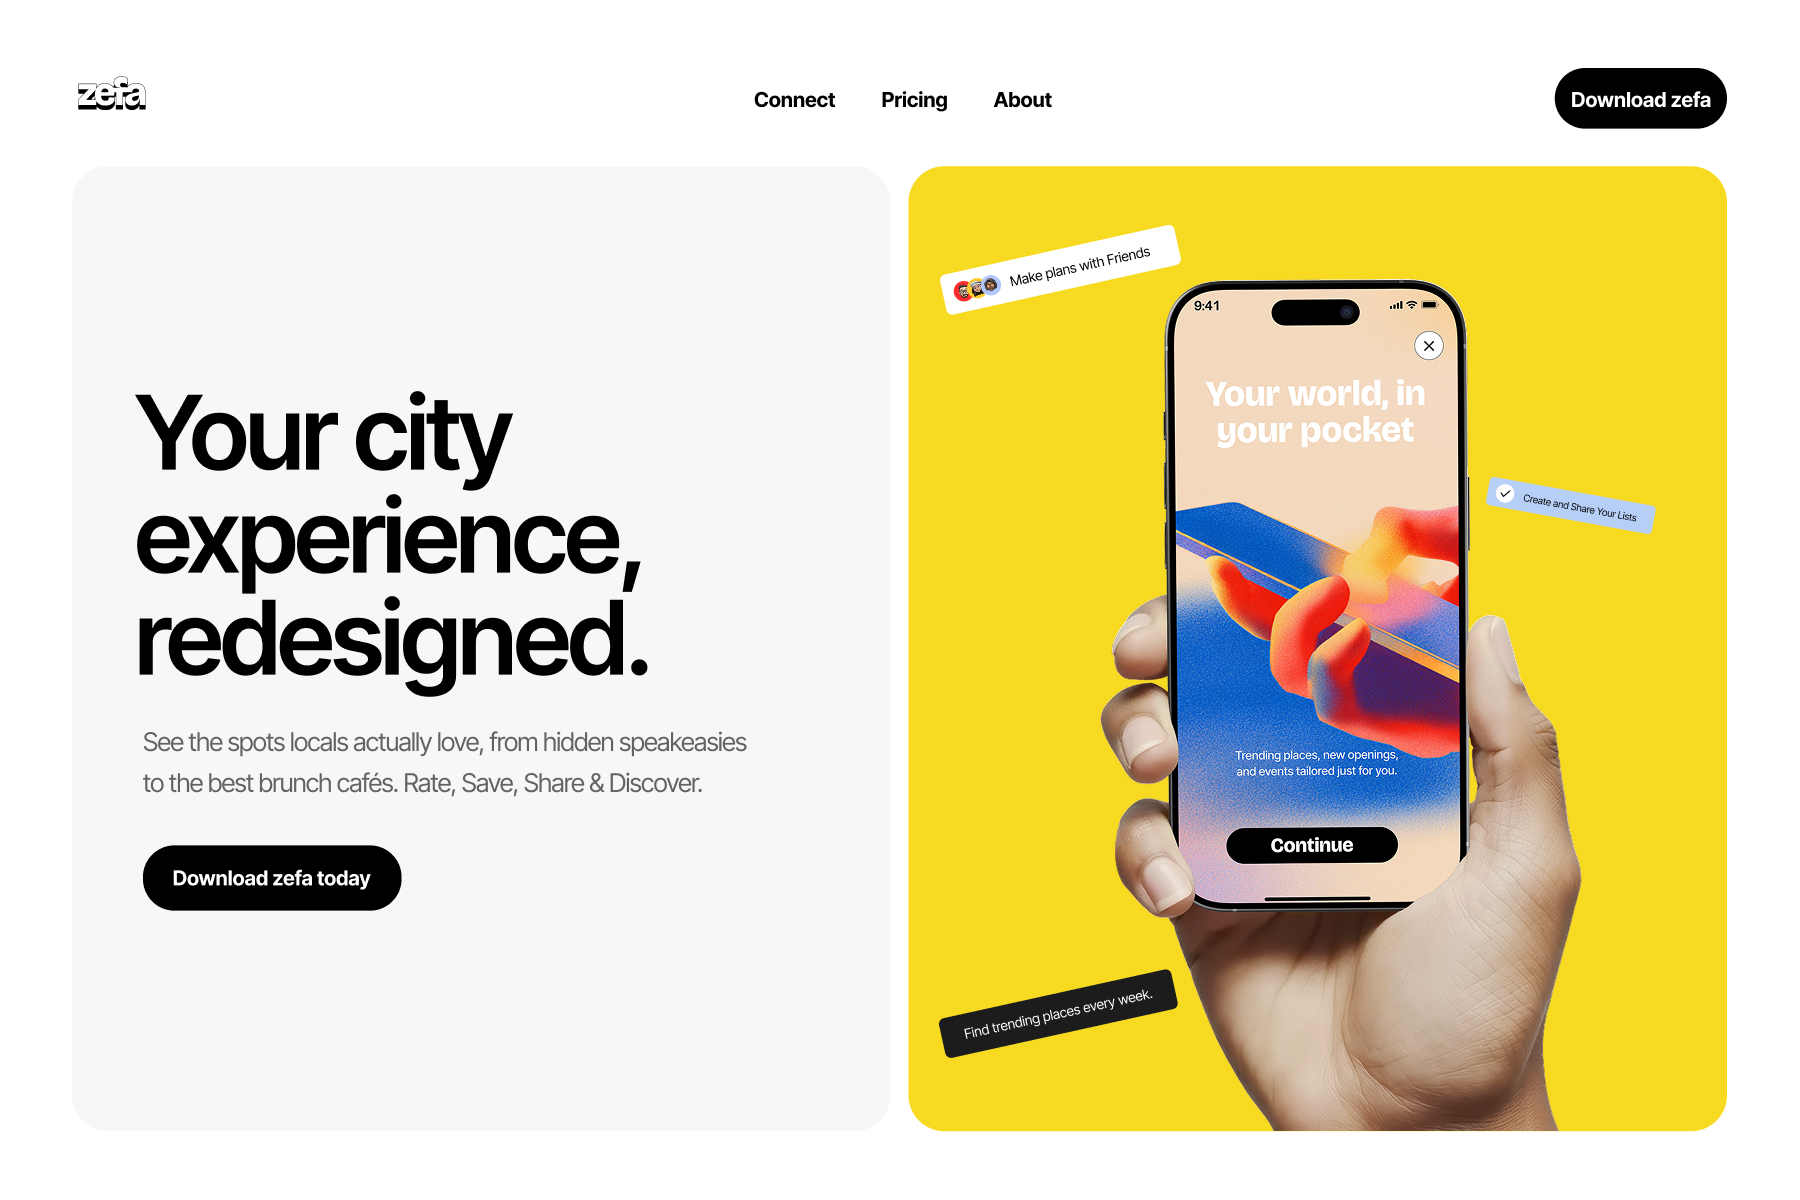 zefa
Connect
Pricing
About
Download zefa
Your city
experience,
redesigned.
See the spots locals actually love, from hidden speakeasies
to the best brunch cafés. Rate, Save, Share & Discover.
Download zefa today
Make plans with Friends
9:41
Your world, in
your pocket
Create and Share Your Lists
Trending places, new openings,
and events tailored just for you.
Continue
Find trending places every week.